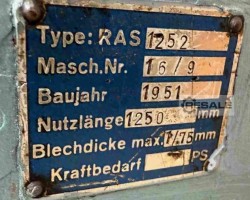 Type: RAS 1252
Masch.Nr. 16/9
Baujahr 1951
Nutzlänge 1250 mm
Blechdicke max. 1,75 mm
Kraftbedarf PS
RESALE